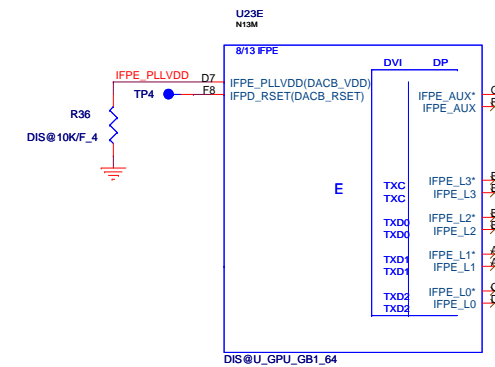 U23E
N13M
8/13 IFPE
DVI DP
IFPE_PLLVDD D7 IFPE_PLLVDD(DACB_VDD)
TP4 F8 IFPD_RSET(DACB_RSET)
IFPE_AUX*
IFPE_AUX
R36
DIS@10K/F_4
E
TXC IFPE_L3*
TXC IFPE_L3
TXD0 IFPE_L2*
TXD0 IFPE_L2
TXD1 IFPE_L1*
TXD1 IFPE_L1
TXD2 IFPE_L0*
TXD2 IFPE_L0
DIS@U_GPU_GB1_64